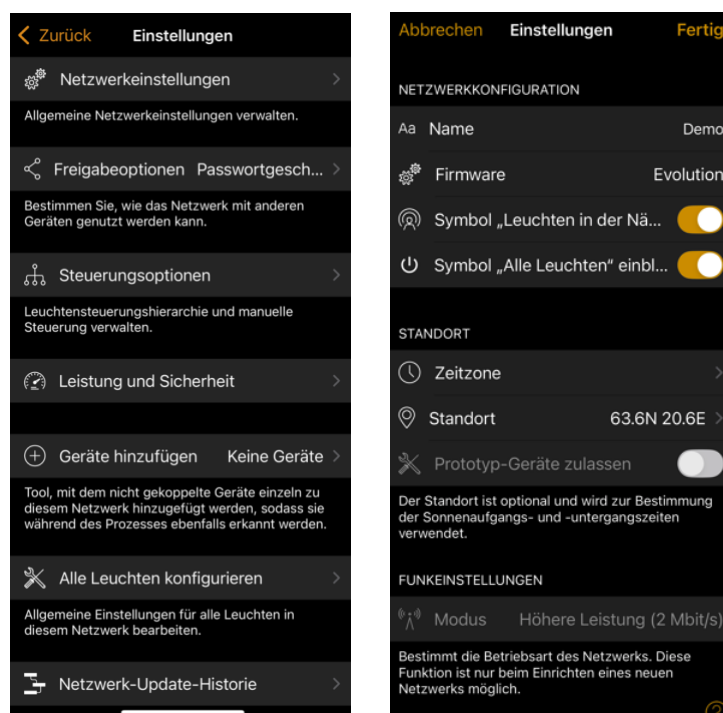 Zurück Einstellungen
Netzwerkeinstellungen
Allgemeine Netzwerkeinstellungen verwalten.
Freigabeoptionen Passwortgesch...
Bestimmen Sie, wie das Netzwerk mit anderen
Geräten genutzt werden kann.
Steuerungsoptionen
Leuchtensteuerungshierarchie und manuelle
Steuerung verwalten.
Leistung und Sicherheit
Geräte hinzufügen Keine Geräte
Tool, mit dem nicht gekoppelte Geräte einzeln zu
diesem Netzwerk hinzugefügt werden, sodass sie
während des Prozesses ebenfalls erkannt werden.
Alle Leuchten konfigurieren
Allgemeine Einstellungen für alle Leuchten in
diesem Netzwerk bearbeiten.
Netzwerk-Update-Historie
Abbrechen Einstellungen Fertig
NETZWERKKONFIGURATION
Aa Name Demo
Firmware Evolution
Symbol „Leuchten in der Nä...
Symbol „Alle Leuchten" einbl...
STANDORT
Zeitzone
Standort 63.6N 20.6E
Prototyp-Geräte zulassen
Der Standort ist optional und wird zur Bestimmung
der Sonnenaufgangs- und -untergangszeiten
verwendet.
FUNKEINSTELLUNGEN
Modus Höhere Leistung (2 Mbit/s)
Bestimmt die Betriebsart des Netzwerks. Diese
Funktion ist nur beim Einrichten eines neuen
Netzwerks möglich.